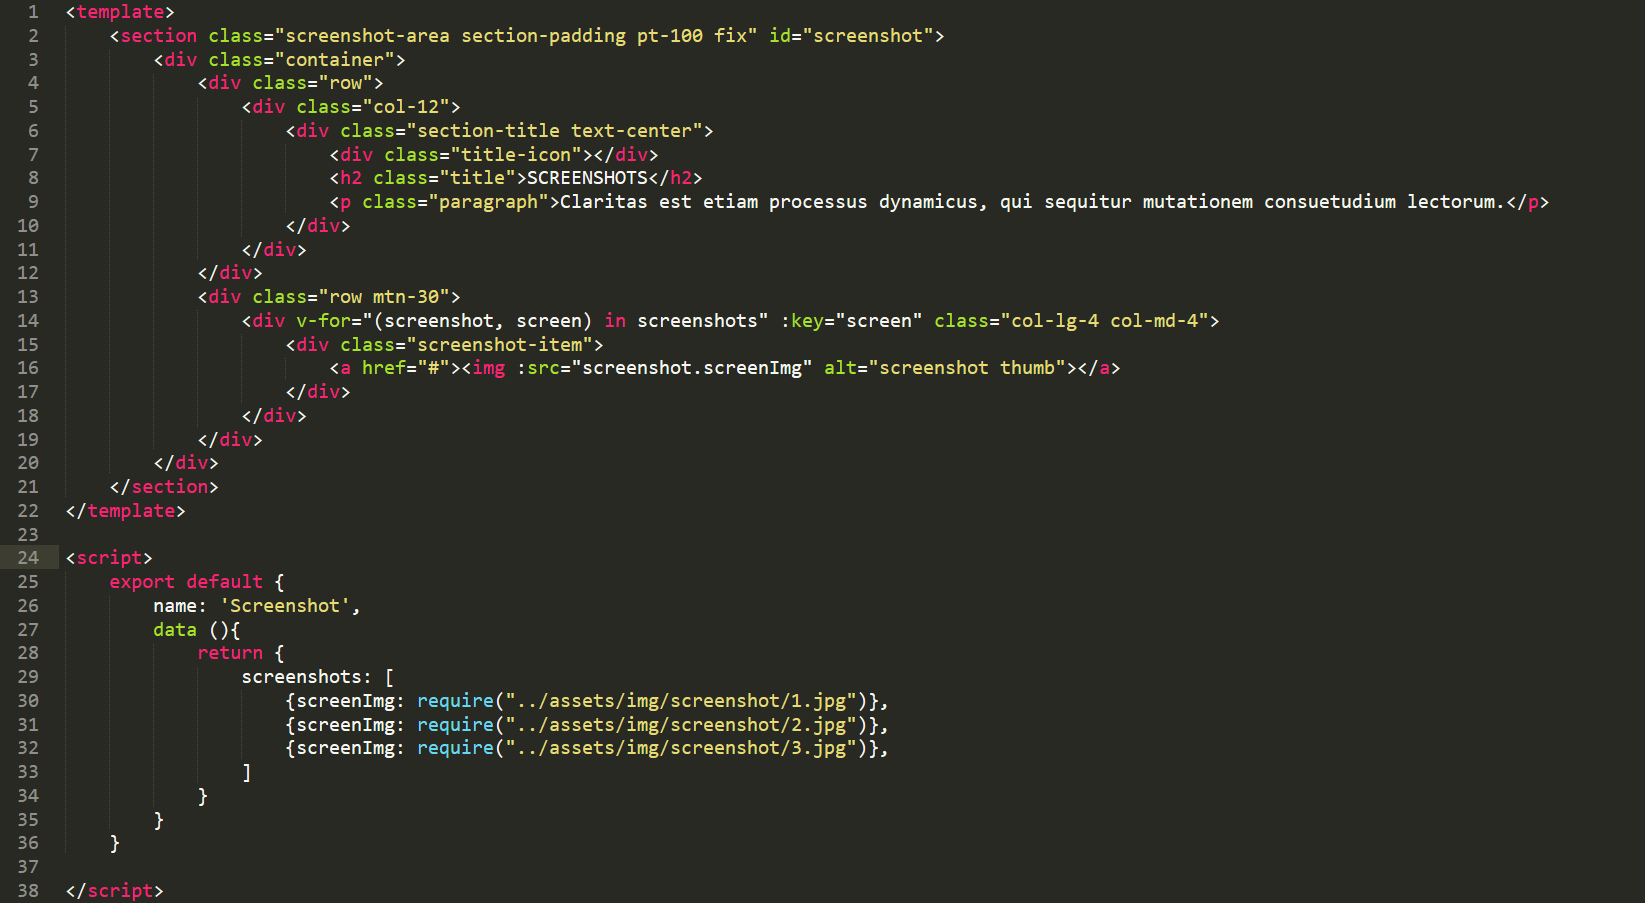 1 <template>
2     <section class="screenshot-area section-padding pt-100 fix" id="screenshot">
3         <div class="container">
4             <div class="row">
5                 <div class="col-12">
6                     <div class="section-title text-center">
7                         <div class="title-icon"></div>
8                         <h2 class="title">SCREENSHOTS</h2>
9                         <p class="paragraph">Claritas est etiam processus dynamicus, qui sequitur mutationem consuetudium lectorum.</p>
10                     </div>
11                 </div>
12             </div>
13             <div class="row mtn-30">
14                 <div v-for="(screenshot, screen) in screenshots" :key="screen" class="col-lg-4 col-md-4">
15                     <div class="screenshot-item">
16                         <a href="#"><img :src="screenshot.screenImg" alt="screenshot thumb"></a>
17                     </div>
18                 </div>
19             </div>
20         </div>
21     </section>
22 </template>
23
24 <script>
25     export default {
26         name: 'Screenshot',
27         data (){
28             return {
29                 screenshots: [
30                     {screenImg: require("../assets/img/screenshot/1.jpg")},
31                     {screenImg: require("../assets/img/screenshot/2.jpg")},
32                     {screenImg: require("../assets/img/screenshot/3.jpg")},
33                 ]
34             }
35         }
36     }
37
38 </script>